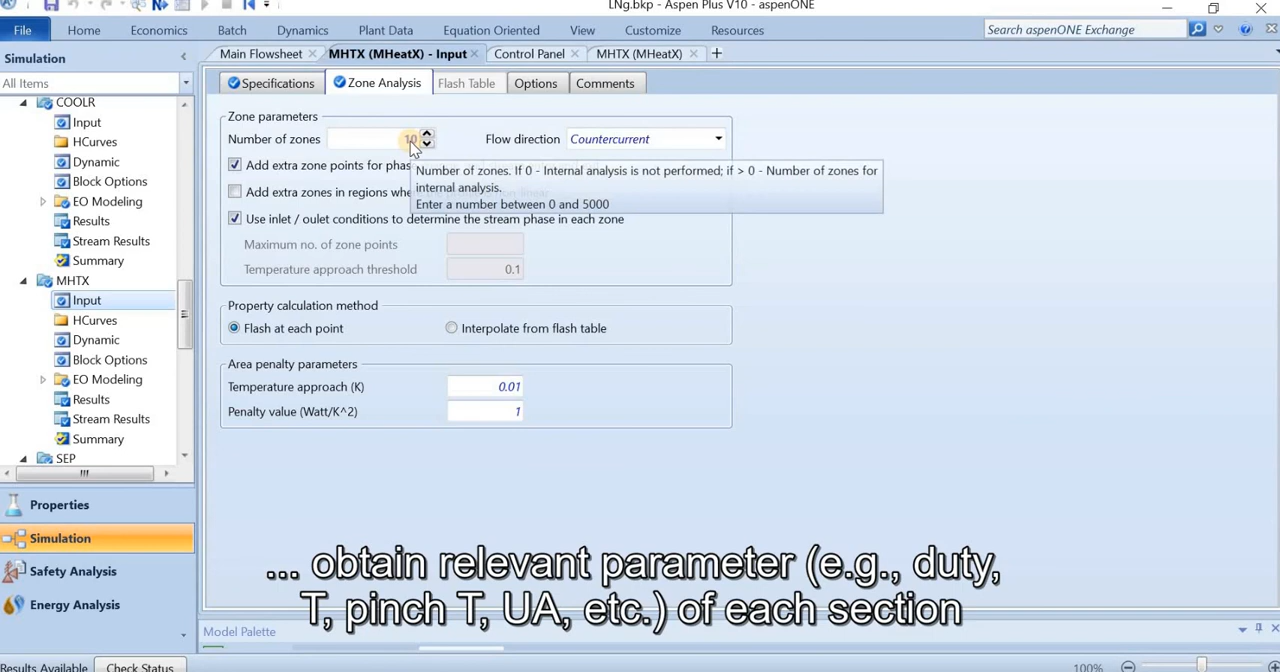 LNg.bkp - Aspen Plus V10 - aspenONE
File Home Economics Batch Dynamics Plant Data Equation Oriented View Customize Resources Search aspenONE Exchange
Simulation
Main Flowsheet MHTX (MHeatX) - Input Control Panel MHTX (MHeatX)
All Items
Specifications Zone Analysis Flash Table Options Comments
COOLR
Input
HCurves
Dynamic
Block Options
EO Modeling
Results
Stream Results
Summary
MHTX
Input
HCurves
Dynamic
Block Options
EO Modeling
Results
Stream Results
Summary
SEP
Properties
Simulation
Safety Analysis
Energy Analysis
Zone parameters
Number of zones 10 Flow direction Countercurrent
Add extra zone points for phase
Add extra zones in regions
Number of zones. If 0 - Internal analysis is not performed; if > 0 - Number of zones for
internal analysis.
Enter a number between 0 and 5000
Use inlet / oulet conditions to determine the stream phase in each zone
Maximum no. of zone points
Temperature approach threshold 0.1
Property calculation method
Flash at each point Interpolate from flash table
Area penalty parameters
Temperature approach (K) 0.01
Penalty value (Watt/K^2) 1
... obtain relevant parameter (e.g., duty,
T, pinch T, UA, etc.) of each section
Model Palette
Results Available Check Status 100%